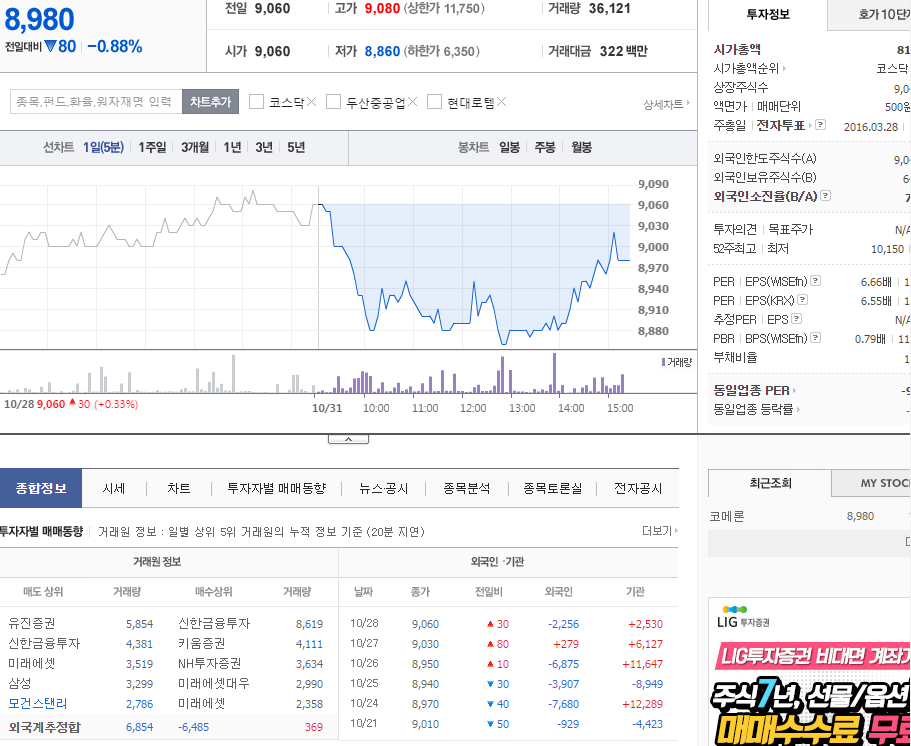 8,980
전일대비 ▼80 | -0.88%
전일 9,060 고가 9,080 (상한가 11,750) 거래량 36,121
시가 9,060 저가 8,860 (하한가 6,350) 거래대금 322 백만
종목,펀드,환율,원자재명 입력 차트추가 코스닥 두산중공업 현대로템 상세차트
선차트 1일(5분) 1주일 3개월 1년 3년 5년 봉차트 일봉 주봉 월봉
9,090
9,060
9,030
9,000
8,970
8,940
8,910
8,880
거래량
10/28 9,060 ▲30 (+0.33%)
10/31 10:00 11:00 12:00 13:00 14:00 15:00
종합정보 시세 차트 투자자별 매매동향 뉴스·공시 종목분석 종목토론실 전자공시
투자자별 매매동향 거래원 정보 : 일별 상위 5위 거래원의 누적 정보 기준 (20분 지연) 더보기
거래원 정보 외국인·기관
매도 상위 거래량 매수상위 거래량 날짜 종가 전일비 외국인 기관
유진증권 5,854 신한금융투자 8,619 10/28 9,060 ▲30 -2,256 +2,530
신한금융투자 4,381 키움증권 4,111 10/27 9,030 ▲80 +279 +6,127
미래에셋 3,519 NH투자증권 3,634 10/26 8,950 ▲10 -6,875 +11,647
삼성 3,299 미래에셋대우 2,990 10/25 8,940 ▼30 -3,907 -8,949
모건스탠리 2,786 미래에셋 2,358 10/24 8,970 ▼40 -7,680 +12,289
외국계추정합 6,854 -6,485 369 10/21 9,010 ▼50 -929 -4,423
투자정보 호가 10단
시가총액 81
시가총액순위 코스닥
상장주식수 9,0
액면가 | 매매단위 500원
주총일 | 전자투표 ? 2016.03.28
외국인한도주식수(A) 9,0
외국인보유주식수(B) 6
외국인소진율(B/A) ? 7
투자의견 | 목표주가 N/A
52주최고 | 최저 10,150
PER | EPS(WISEfn) ? 6.66배 | 1
PER | EPS(KRX) ? 6.55배 | 1
추정PER | EPS ? N/A
PBR | BPS(WISEfn) ? 0.79배 | 11
부채비율 1
동일업종 PER -9
동일업종 등락률 -
최근조회 MY STOC
코메론 8,980
LIG 투자증권
LIG투자증권 비대면 계좌가
주식 7년, 선물/옵션
매매수수료 무료